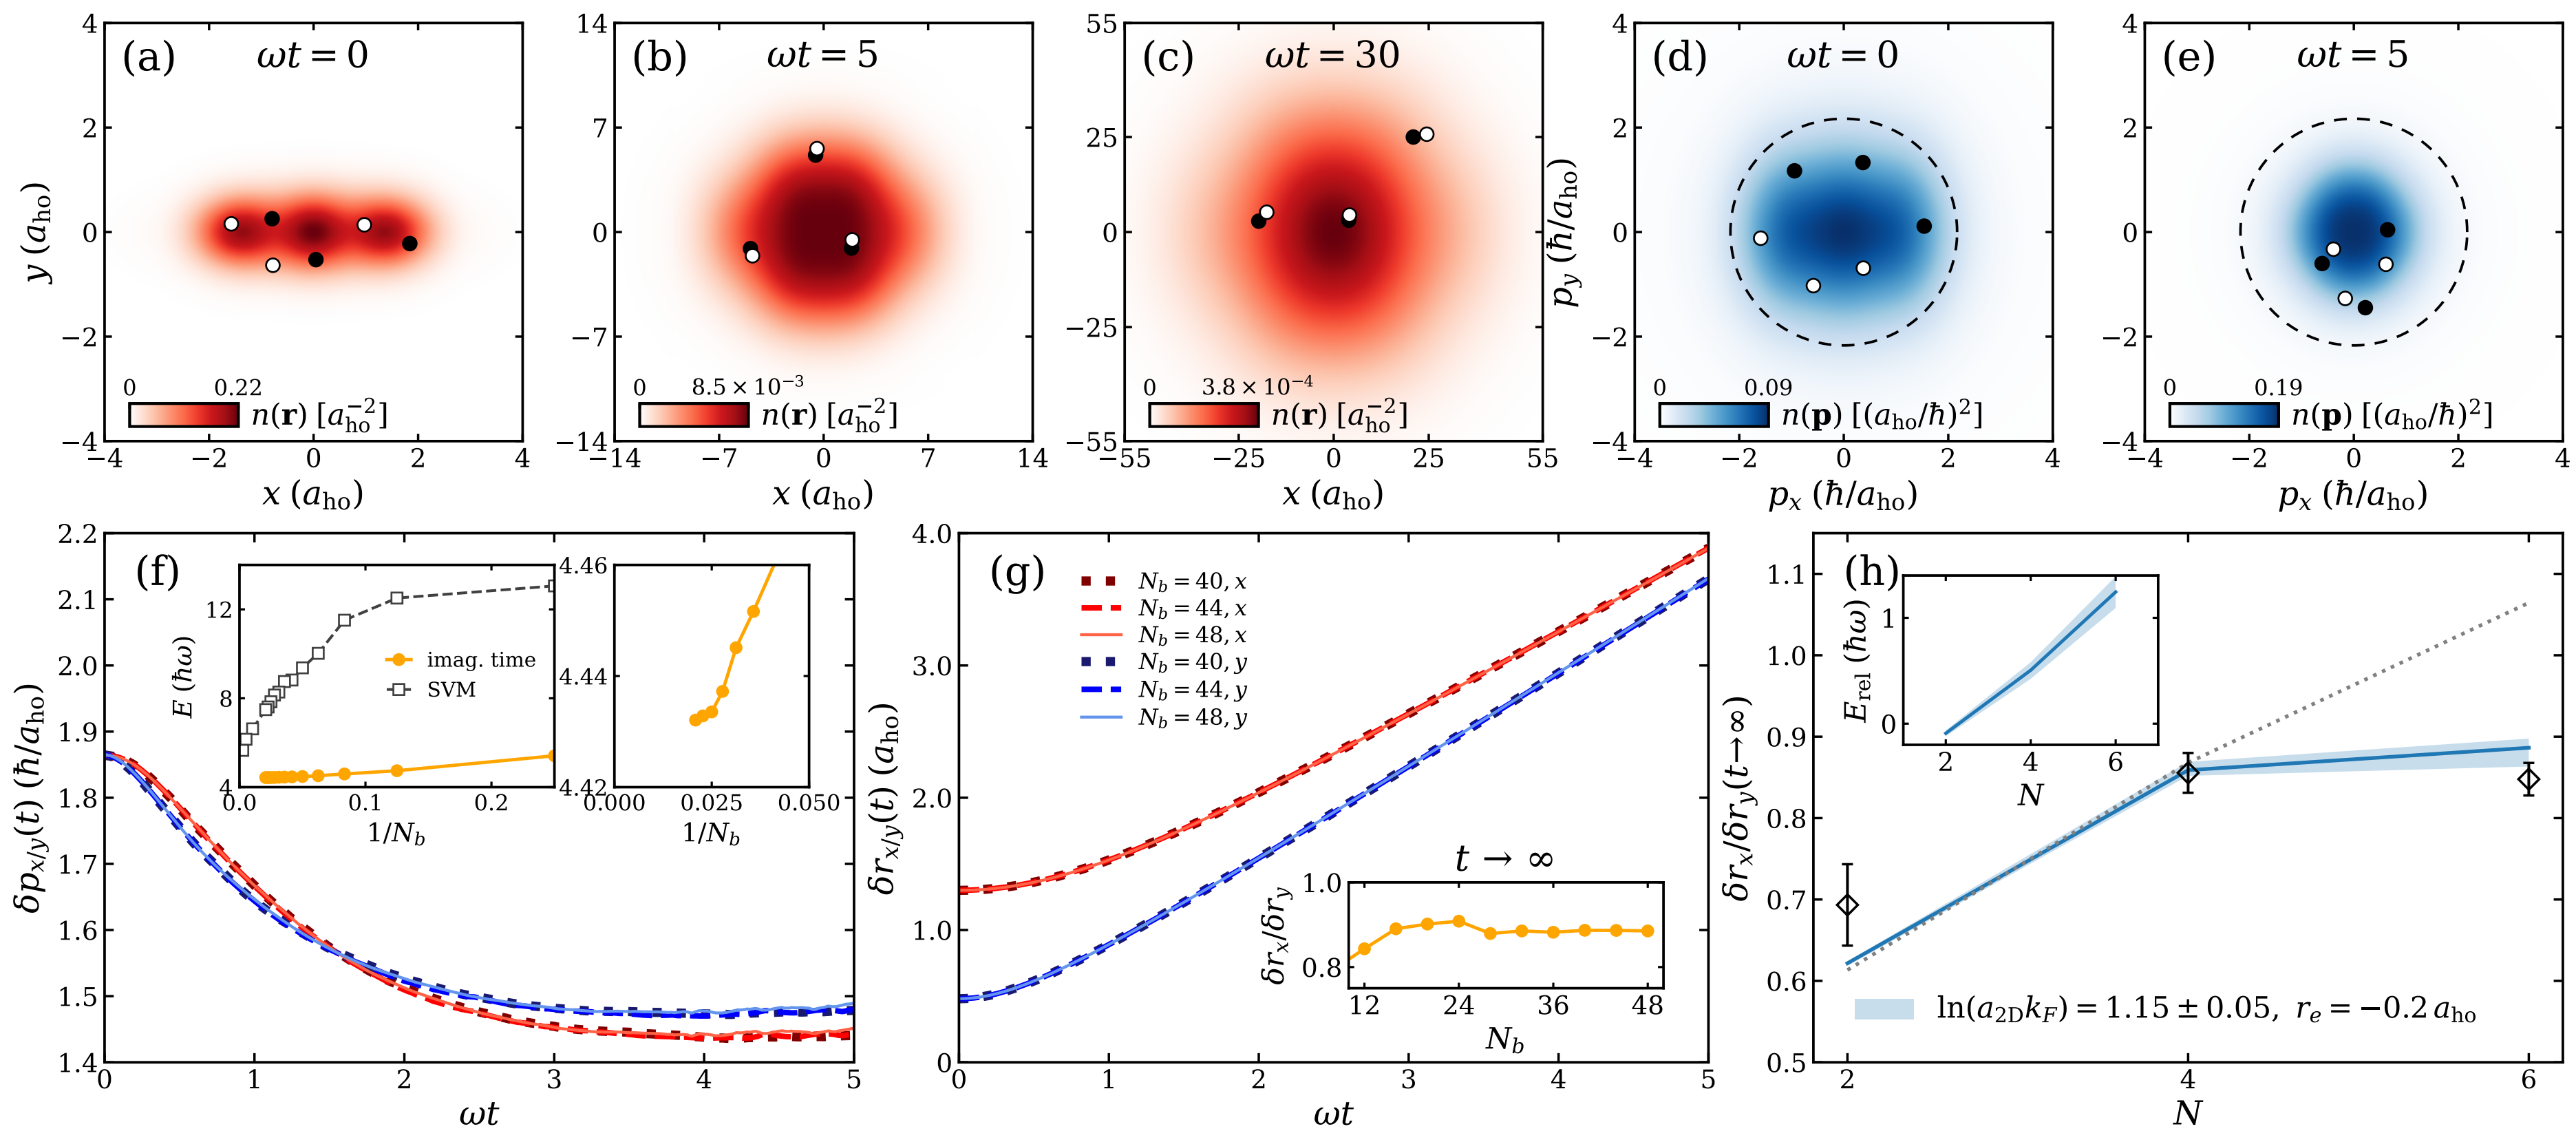 (a) ωt = 0
4
2
0
−2
−4
y (a_ho)
0 0.22
n(r) [a_ho^−2]
−4 −2 0 2 4
x (a_ho)
(b) ωt = 5
14
7
0
−7
−14
0 8.5 × 10^−3
n(r) [a_ho^−2]
−14 −7 0 7 14
x (a_ho)
(c) ωt = 30
55
25
0
−25
−55
0 3.8 × 10^−4
n(r) [a_ho^−2]
−55 −25 0 25 55
x (a_ho)
(d) ωt = 0
4
2
0
−2
−4
p_y (ħ/a_ho)
0 0.09
n(p) [(a_ho/ħ)^2]
−4 −2 0 2 4
p_x (ħ/a_ho)
(e) ωt = 5
4
2
0
−2
−4
0 0.19
n(p) [(a_ho/ħ)^2]
−4 −2 0 2 4
p_x (ħ/a_ho)
(f)
2.2
2.1
2.0
1.9
1.8
1.7
1.6
1.5
1.4
δp_x/y(t) (ħ/a_ho)
0 1 2 3 4 5
ωt
12
8
4
E (ħω)
imag. time
SVM
0.0 0.1 0.2
1/N_b
4.46
4.44
4.42
0.000 0.025 0.050
1/N_b
(g)
4.0
3.0
2.0
1.0
0
δr_x/y(t) (a_ho)
N_b = 40, x
N_b = 44, x
N_b = 48, x
N_b = 40, y
N_b = 44, y
N_b = 48, y
t → ∞
1.0
0.8
δr_x/δr_y
12 24 36 48
N_b
0 1 2 3 4 5
ωt
(h)
1.1
1.0
0.9
0.8
0.7
0.6
0.5
δr_x/δr_y(t→∞)
1
0
E_rel (ħω)
2 4 6
N
ln(a_2D k_F) = 1.15 ± 0.05, r_e = −0.2 a_ho
2 4 6
N